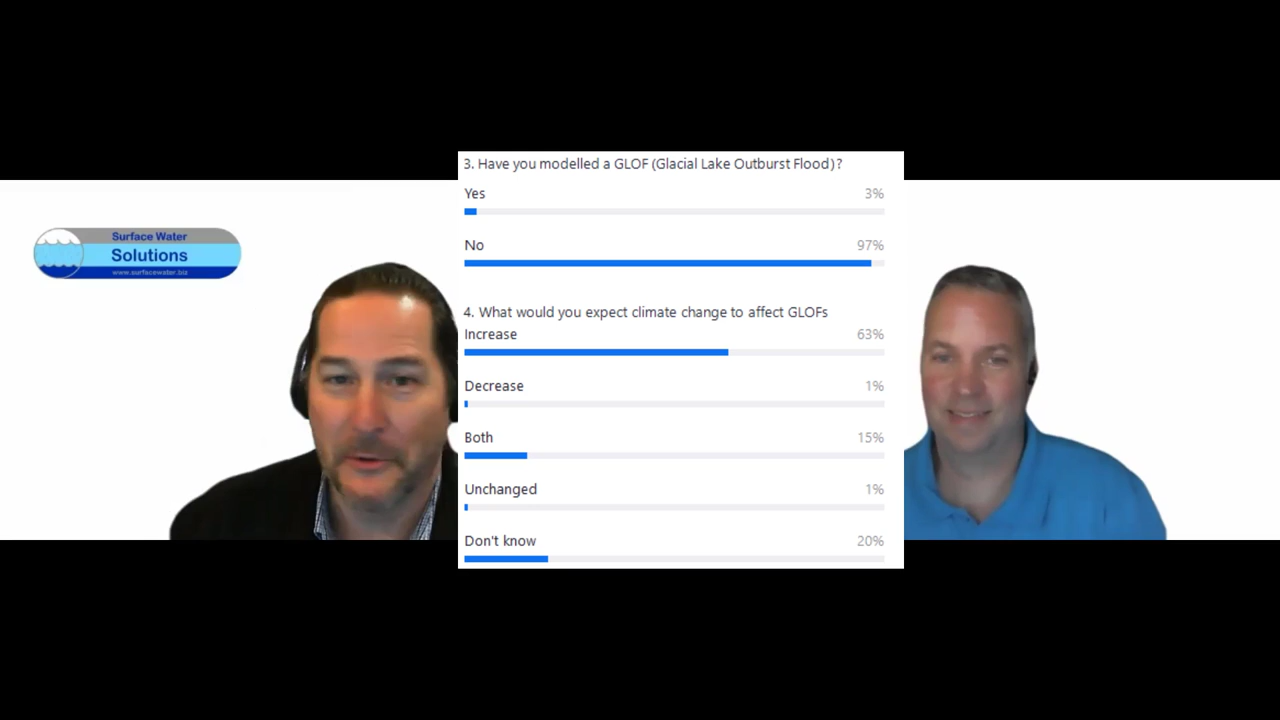 Surface Water
Solutions
www.surfacewater.biz
3. Have you modelled a GLOF (Glacial Lake Outburst Flood)?
Yes 3%
No 97%
4. What would you expect climate change to affect GLOFs
Increase 63%
Decrease 1%
Both 15%
Unchanged 1%
Don't know 20%